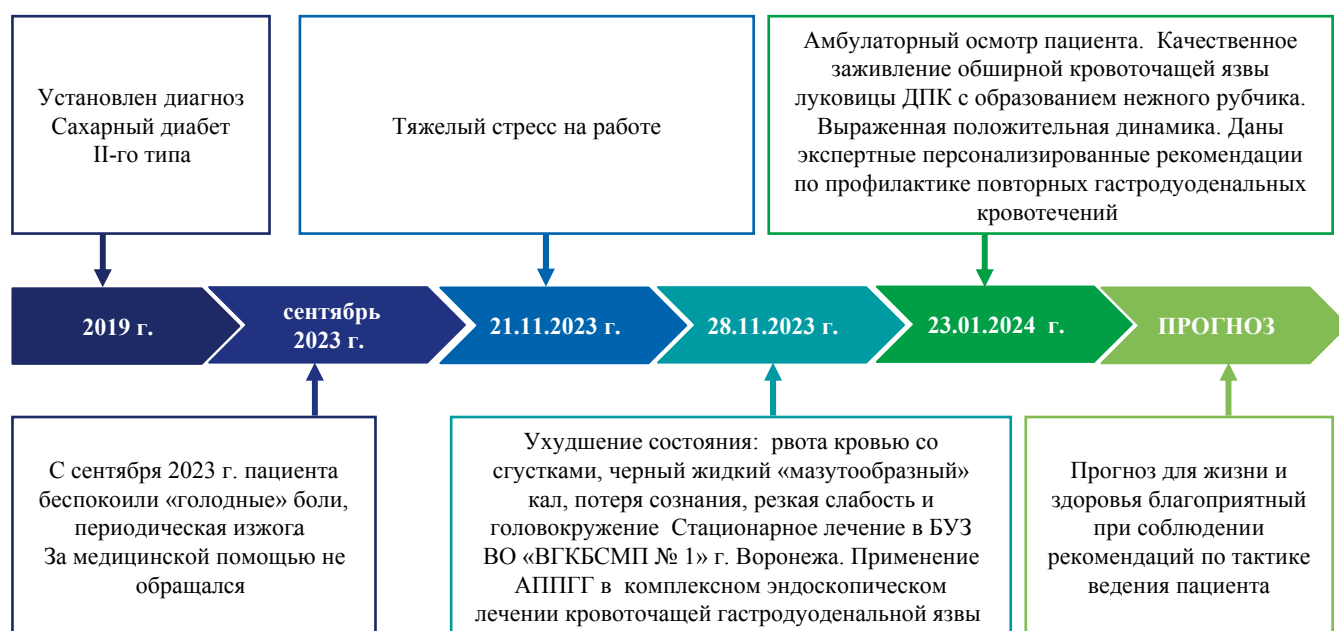 Установлен диагноз
Сахарный диабет
II-го типа
Тяжелый стресс на работе
Амбулаторный осмотр пациента. Качественное
заживление обширной кровоточащей язвы
луковицы ДПК с образованием нежного рубчика.
Выраженная положительная динамика. Даны
экспертные персонализированные рекомендации
по профилактике повторных гастродуоденальных
кровотечений
2019 г.
сентябрь
2023 г.
21.11.2023 г.
28.11.2023 г.
23.01.2024 г.
ПРОГНОЗ
С сентября 2023 г. пациента
беспокоили «голодные» боли,
периодическая изжога
За медицинской помощью не
обращался
Ухудшение состояния: рвота кровью со
сгустками, черный жидкий «мазутообразный»
кал, потеря сознания, резкая слабость и
головокружение Стационарное лечение в БУЗ
ВО «ВГКБСМП № 1» г. Воронежа. Применение
АППГГ в комплексном эндоскопическом
лечении кровоточащей гастродуоденальной язвы
Прогноз для жизни и
здоровья благоприятный
при соблюдении
рекомендаций по тактике
ведения пациента